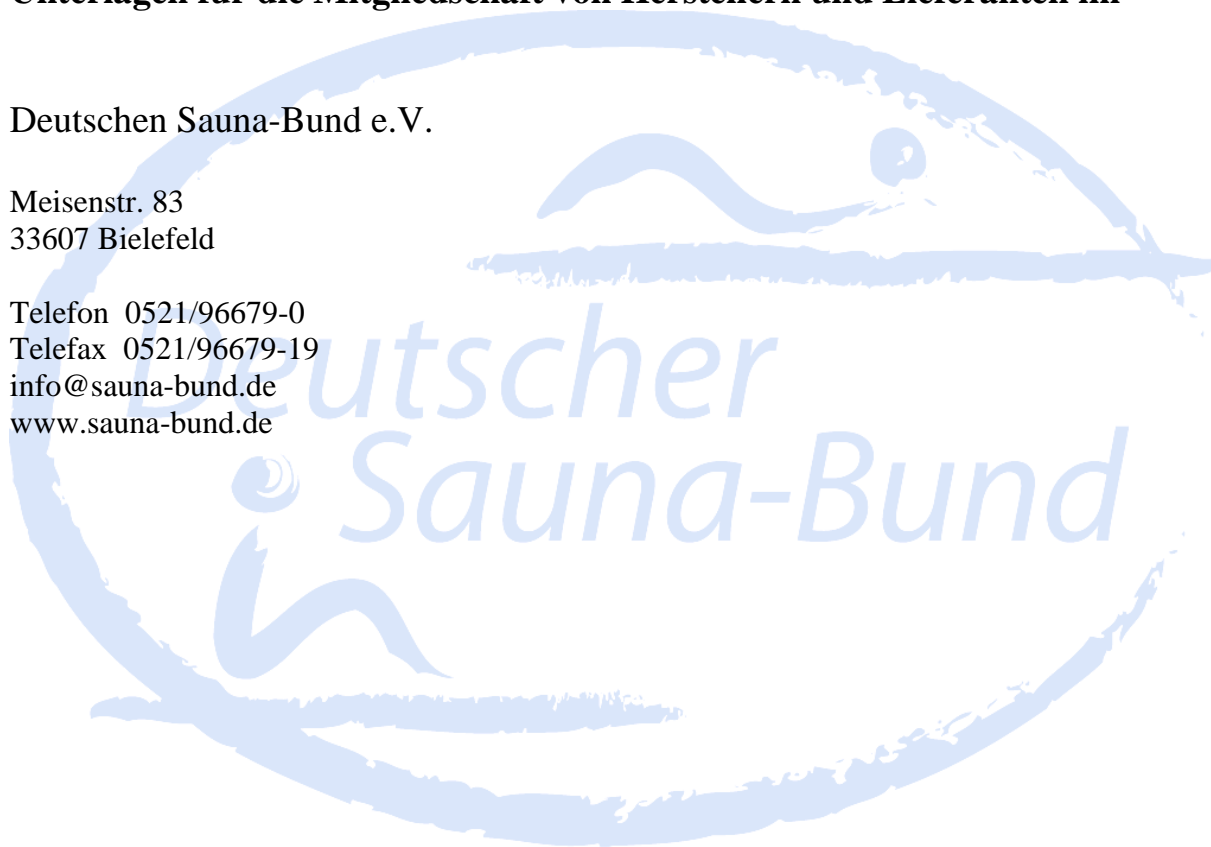 Unterlagen für die Mitgliedschaft von Herstellern und Lieferanten im
Deutschen Sauna-Bund e.V.
Meisenstr. 83
33607 Bielefeld
Telefon 0521/96679-0
Telefax 0521/96679-19
info@sauna-bund.de
www.sauna-bund.de
Deutscher
Sauna-Bund